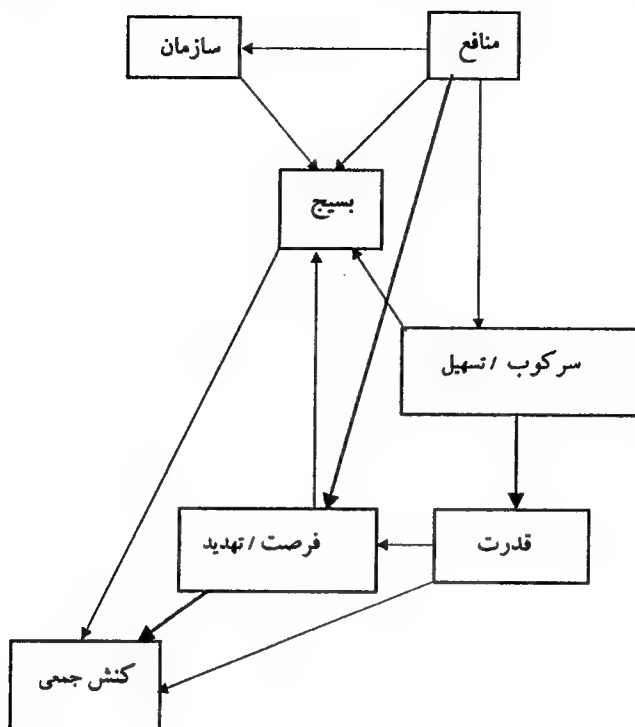 منافع
سازمان
بسیج
سرکوب / تسهیل
قدرت
فرصت / تهدید
کنش جمعی